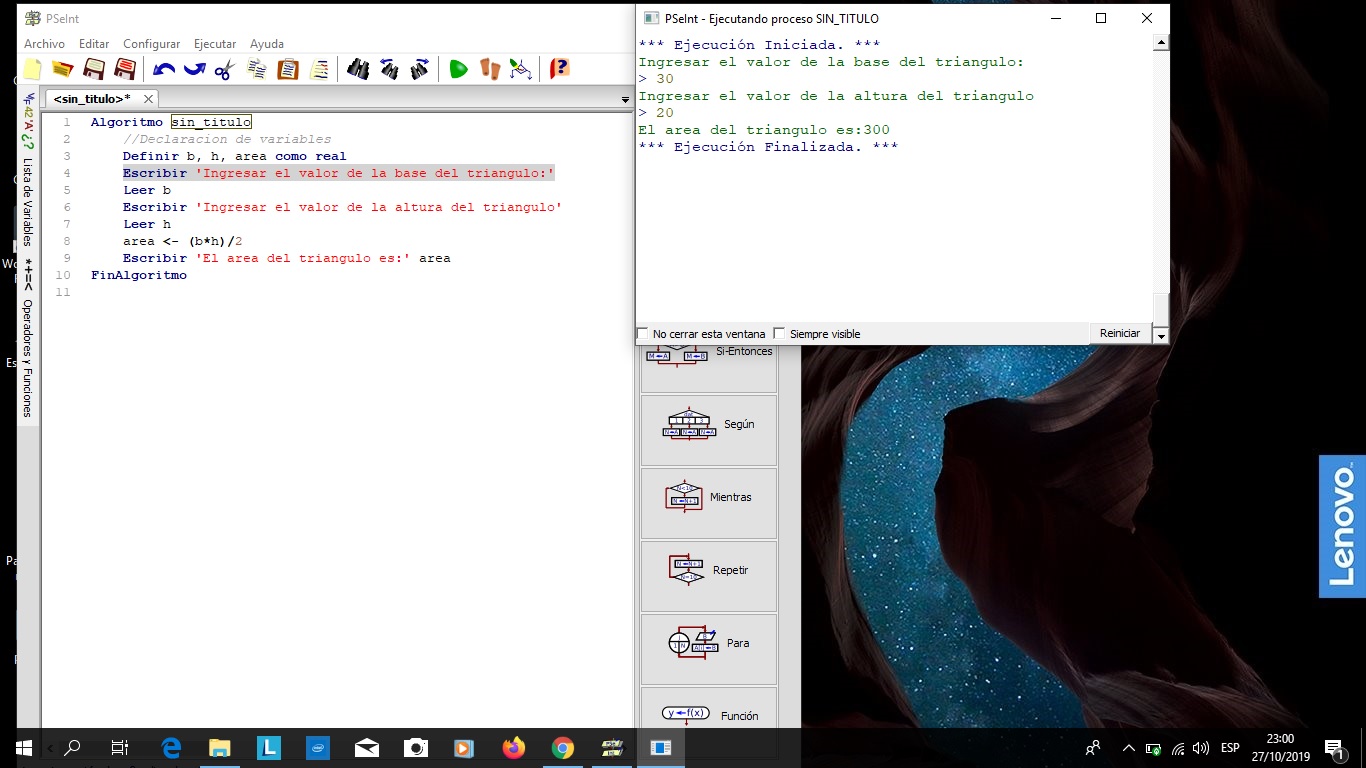 PSeInt
Archivo Editar Configurar Ejecutar Ayuda
<sin_titulo>*
1 Algoritmo sin_titulo
2 //Declaracion de variables
3 Definir b, h, area como real
4 Escribir 'Ingresar el valor de la base del triangulo:'
5 Leer b
6 Escribir 'Ingresar el valor de la altura del triangulo'
7 Leer h
8 area <- (b*h)/2
9 Escribir 'El area del triangulo es:' area
10 FinAlgoritmo
11
Lista de Variables
*+=<
Operadores y Funciones
PSeInt - Ejecutando proceso SIN_TITULO
*** Ejecución Iniciada. ***
Ingresar el valor de la base del triangulo:
> 30
Ingresar el valor de la altura del triangulo
> 20
El area del triangulo es:300
*** Ejecución Finalizada. ***
No cerrar esta ventana Siempre visible Reiniciar
Si-Entonces
Según
Mientras
Repetir
Para
y←f(x) Función
Lenovo
ESP
23:00
27/10/2019
1